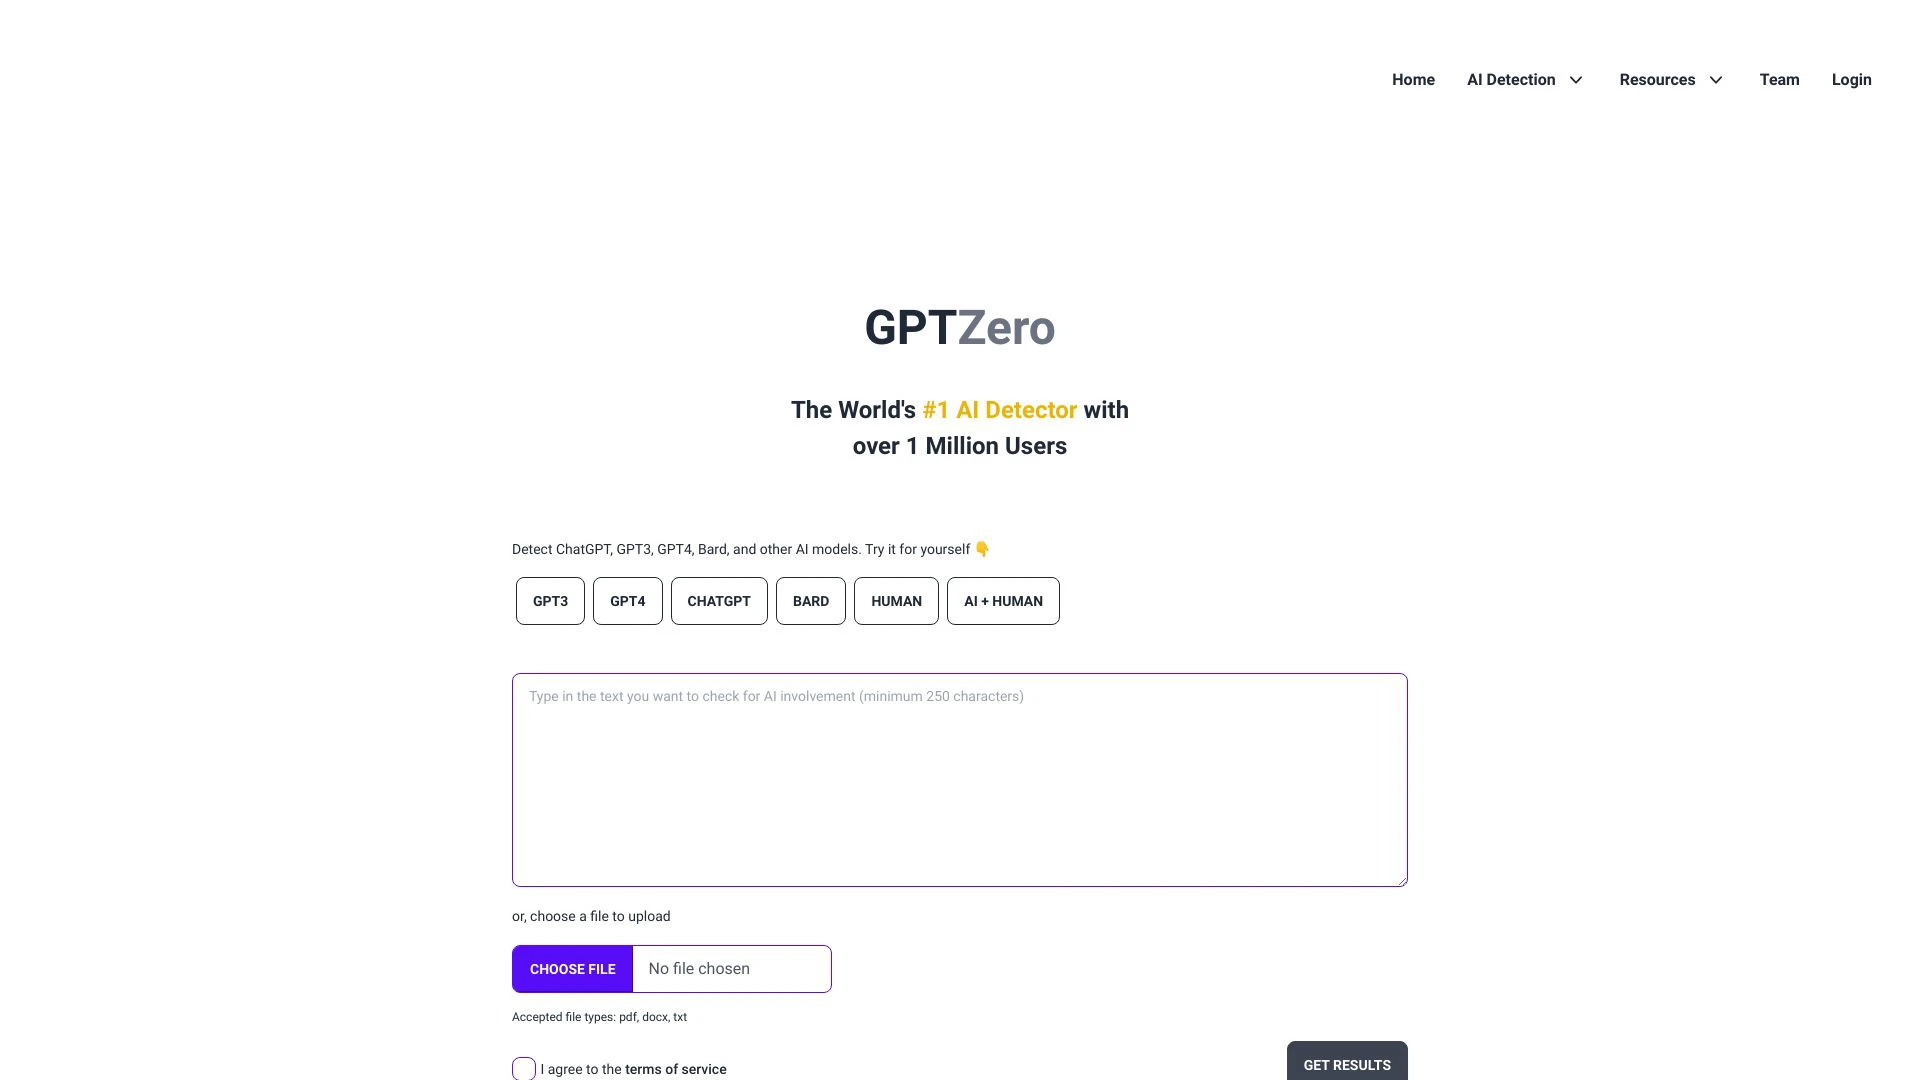 Home AI Detection Resources Team Login
GPTZero
The World's #1 AI Detector with
over 1 Million Users
Detect ChatGPT, GPT3, GPT4, Bard, and other AI models. Try it for yourself 👇
GPT3 GPT4 CHATGPT BARD HUMAN AI + HUMAN
Type in the text you want to check for AI involvement (minimum 250 characters)
or, choose a file to upload
CHOOSE FILE No file chosen
Accepted file types: pdf, docx, txt
I agree to the terms of service
GET RESULTS